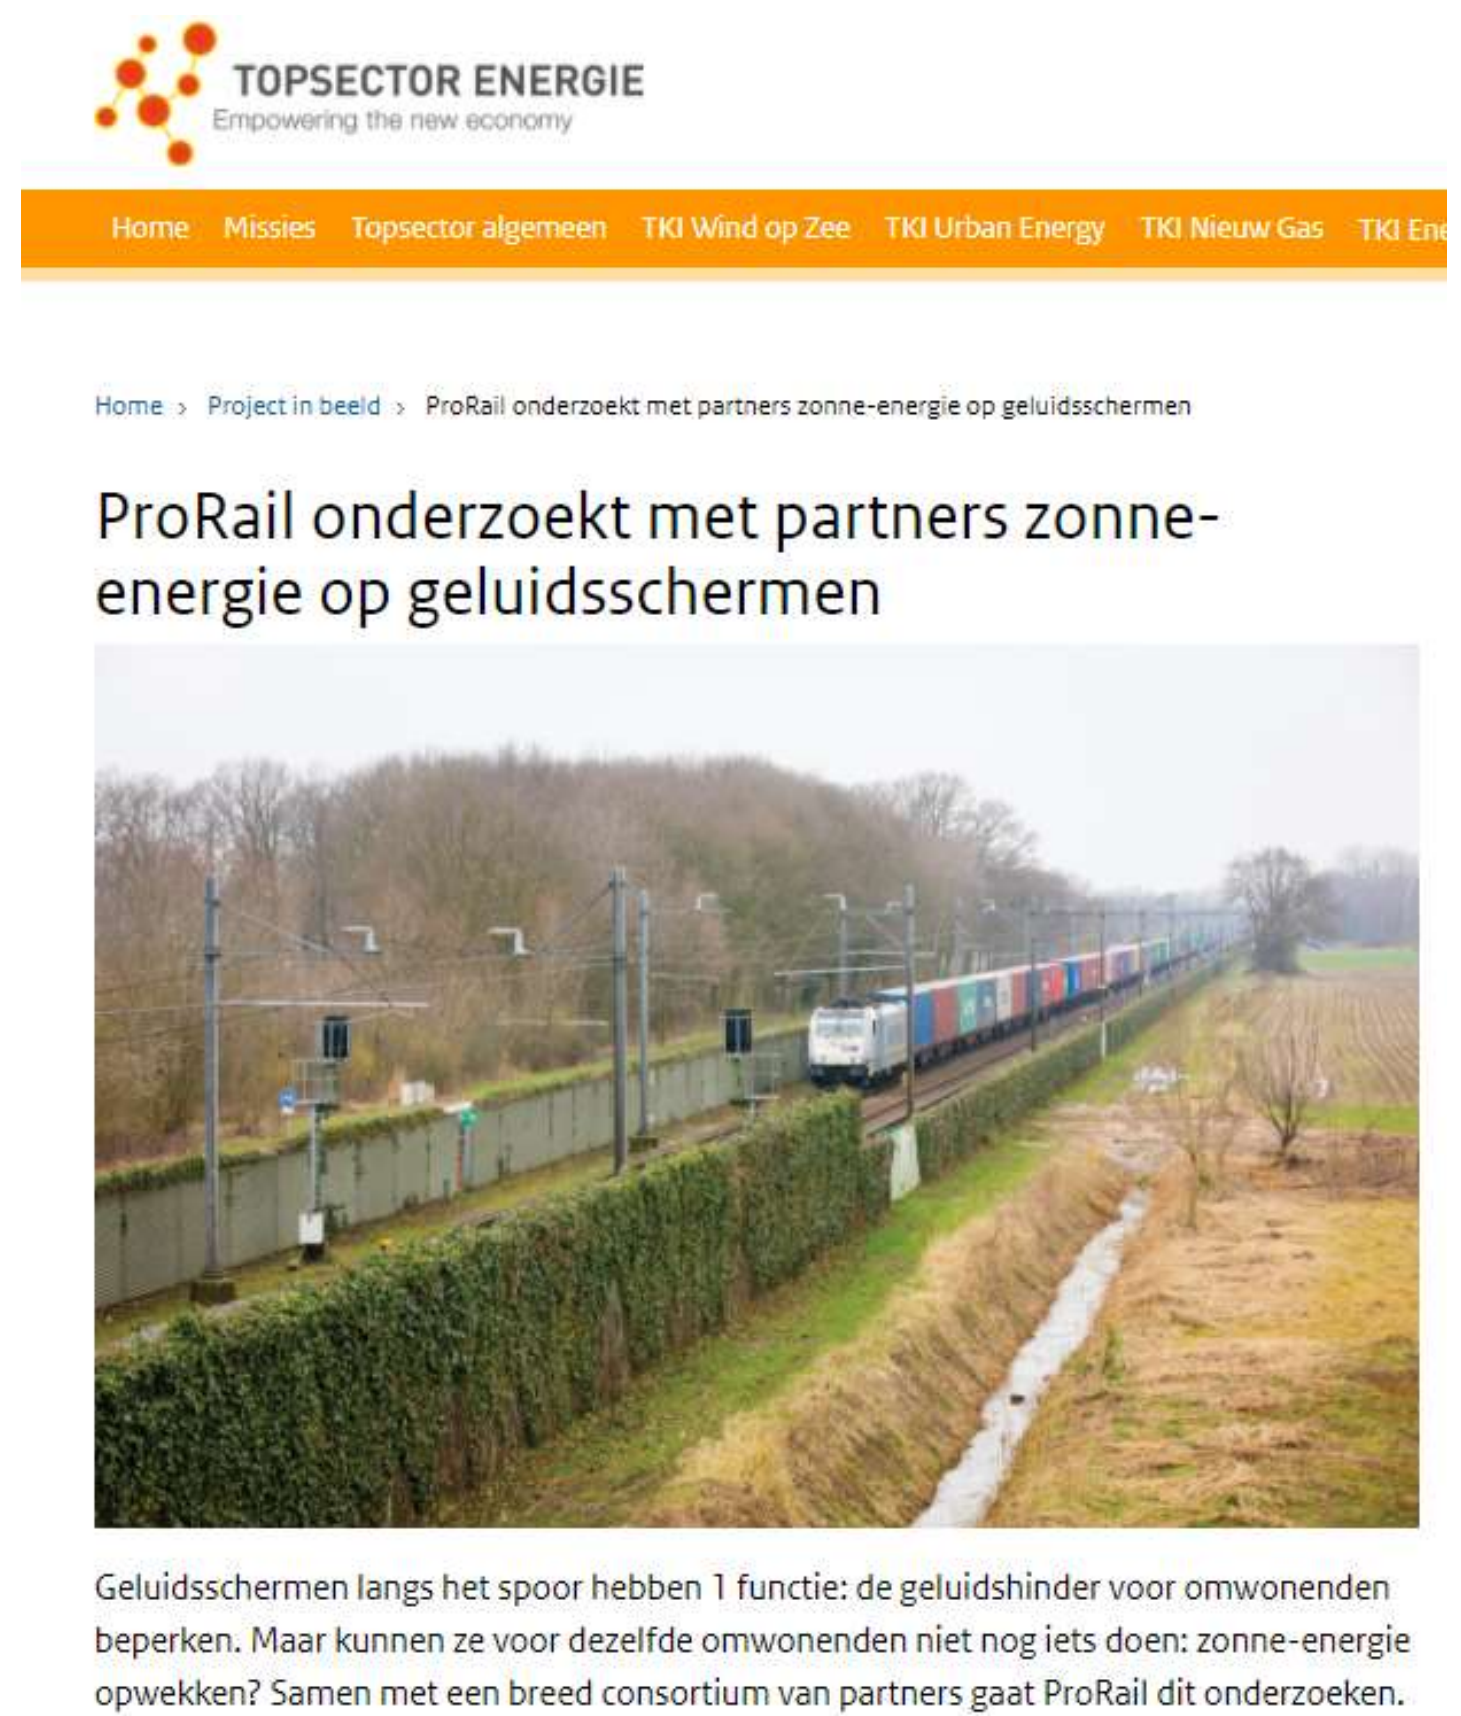 TOPSECTOR ENERGIE
Empowering the new economy
Home Missies Topsector algemeen TKI Wind op Zee TKI Urban Energy TKI Nieuw Gas TKI Ene
Home > Project in beeld > ProRail onderzoekt met partners zonne-energie op geluidsschermen
ProRail onderzoekt met partners zonne-
energie op geluidsschermen
Geluidsschermen langs het spoor hebben 1 functie: de geluidshinder voor omwonenden
beperken. Maar kunnen ze voor dezelfde omwonenden niet nog iets doen: zonne-energie
opwekken? Samen met een breed consortium van partners gaat ProRail dit onderzoeken.